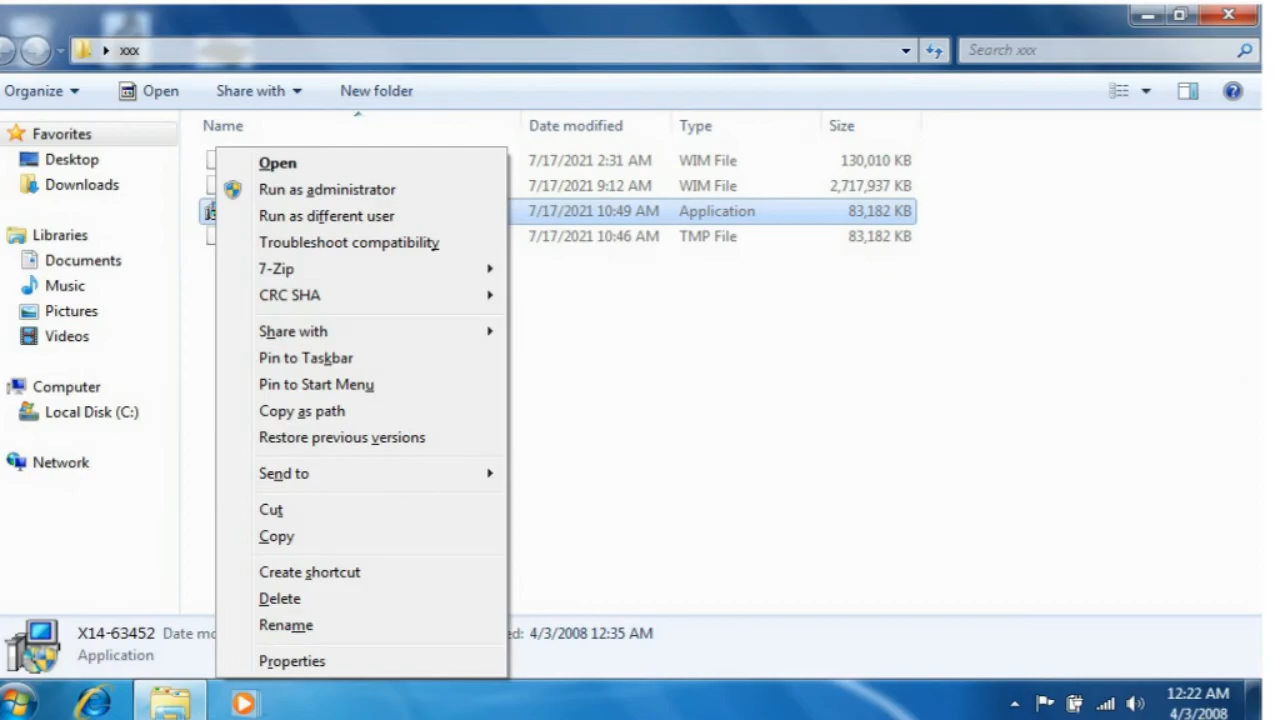 xxx
Search xxx
Organize Open Share with New folder
Name Date modified Type Size
Favorites
Desktop
Downloads
Libraries
Documents
Music
Pictures
Videos
Computer
Local Disk (C:)
Network
7/17/2021 2:31 AM WIM File 130,010 KB
7/17/2021 9:12 AM WIM File 2,717,937 KB
7/17/2021 10:49 AM Application 83,182 KB
7/17/2021 10:46 AM TMP File 83,182 KB
Open
Run as administrator
Run as different user
Troubleshoot compatibility
7-Zip
CRC SHA
Share with
Pin to Taskbar
Pin to Start Menu
Copy as path
Restore previous versions
Send to
Cut
Copy
Create shortcut
Delete
Rename
Properties
X14-63452 Date mo ed: 4/3/2008 12:35 AM
Application
12:22 AM
4/3/2008